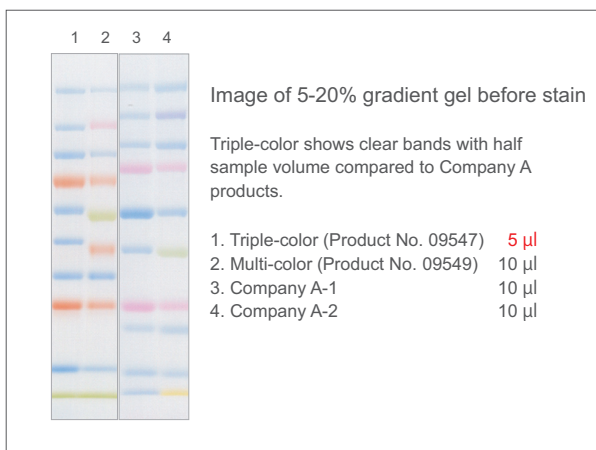 1 2 3 4
Image of 5-20% gradient gel before stain
Triple-color shows clear bands with half
sample volume compared to Company A
products.
1. Triple-color (Product No. 09547) 5 µl
2. Multi-color (Product No. 09549) 10 µl
3. Company A-1 10 µl
4. Company A-2 10 µl